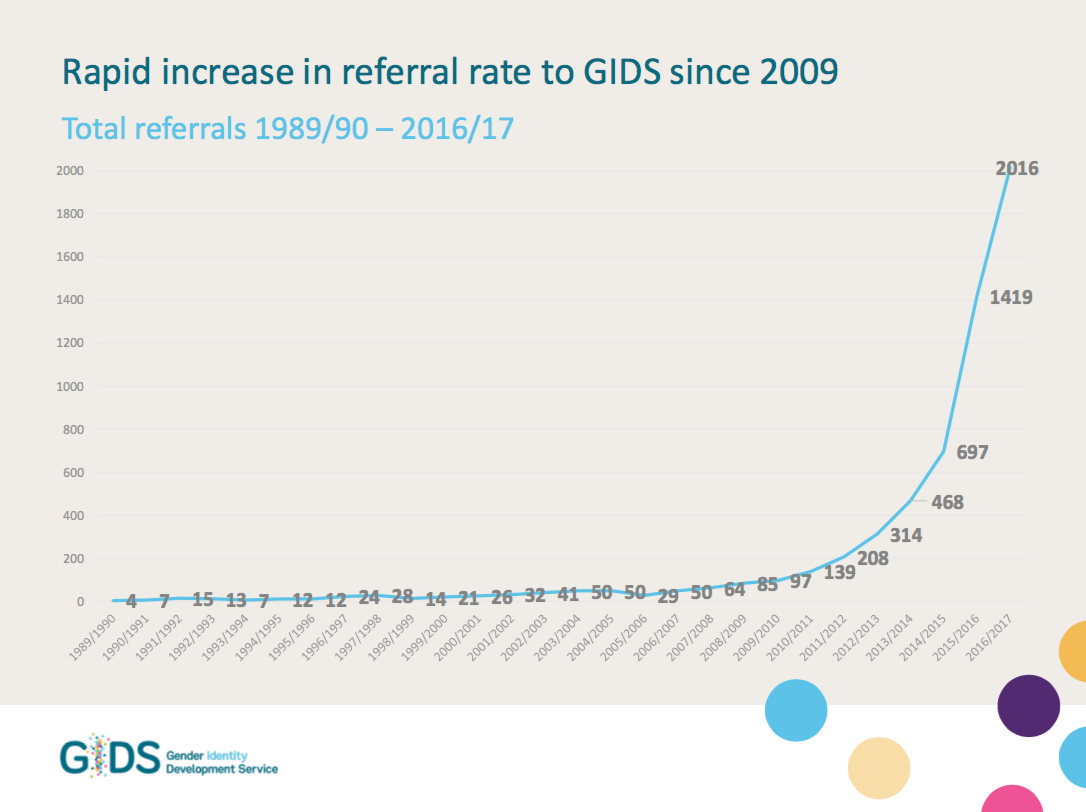 Rapid increase in referral rate to GIDS since 2009
Total referrals 1989/90 – 2016/17
2000
1800
1600
1400
1200
1000
800
600
400
200
0
4 7 15 13 7 12 12 24 28 14 21 26 32 41 50 50 29 50 64 85 97 139 208 314 468 697 1419 2016
1989/1990 1990/1991 1991/1992 1992/1993 1993/1994 1994/1995 1995/1996 1996/1997 1997/1998 1998/1999 1999/2000 2000/2001 2001/2002 2002/2003 2003/2004 2004/2005 2005/2006 2006/2007 2007/2008 2008/2009 2009/2010 2010/2011 2011/2012 2012/2013 2013/2014 2014/2015 2015/2016 2016/2017
GIDS
Gender Identity
Development Service